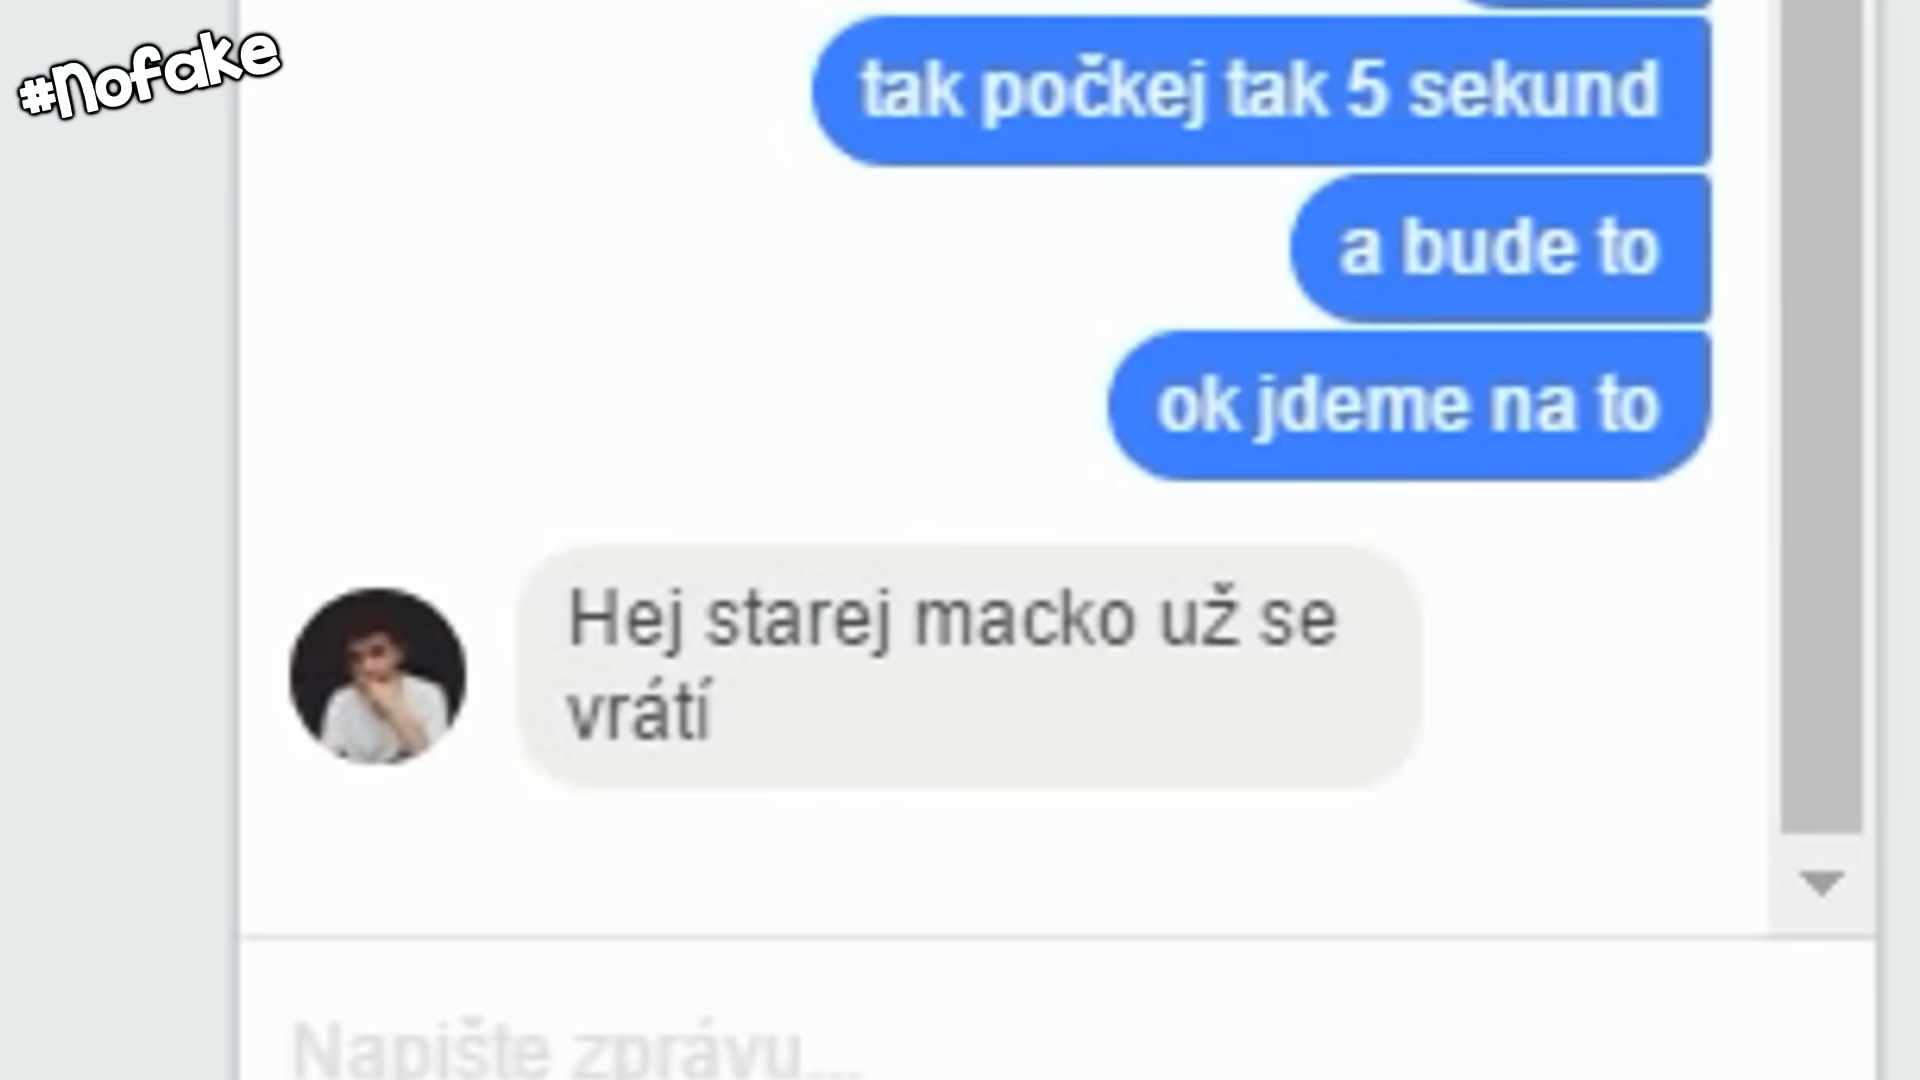 #Nofake
tak počkej tak 5 sekund
a bude to
ok jdeme na to
Hej starej macko už se
vrátí
Napište zprávu...